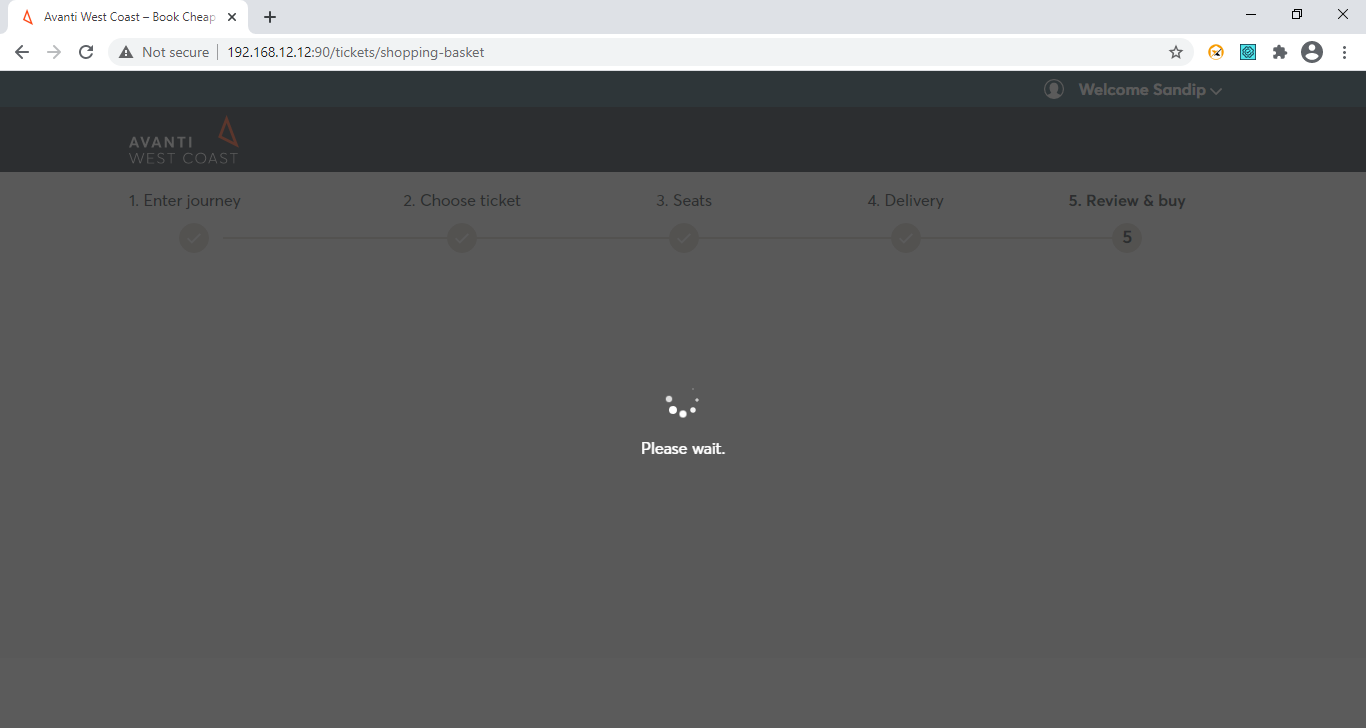 Avanti West Coast – Book Cheap
Not secure
192.168.12.12:90/tickets/shopping-basket
Welcome Sandip
AVANTI
WEST COAST
1. Enter journey
2. Choose ticket
3. Seats
4. Delivery
5. Review & buy
5
Please wait.